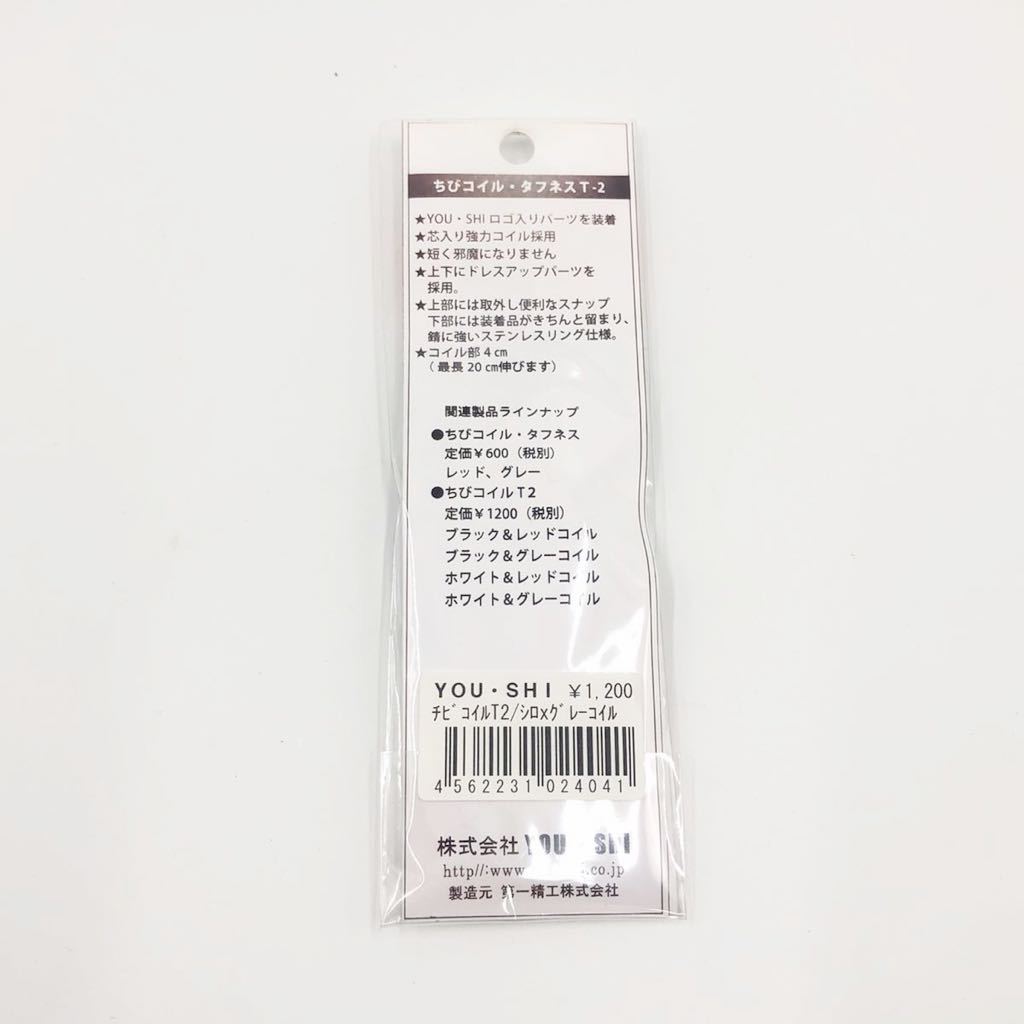 ちびコイル・タフネスT-2
★YOU・SHIロゴ入りパーツを装着
★芯入り強力コイル採用
★短く邪魔になりません
★上下にドレスアップパーツを
採用。
★上部には取外し便利なスナップ
下部には装着品がきちんと留まり、
錆に強いステンレスリング仕様。
★コイル部4㎝
（最長20㎝伸びます）
関連製品ラインナップ
●ちびコイル・タフネス
定価￥600（税別）
レッド、グレー
●ちびコイルT2
定価￥1200（税別）
ブラック＆レッドコイル
ブラック＆グレーコイル
ホワイト＆レッドコイル
ホワイト＆グレーコイル
YOU・SHI ￥1,200
ﾁﾋﾞｺｲﾙT2/ｼﾛxｸﾞﾚｰｺｲﾙ
4 562231 024041
株式会社 YOU・SHI
http//:www. .co.jp
製造元 第一精工株式会社